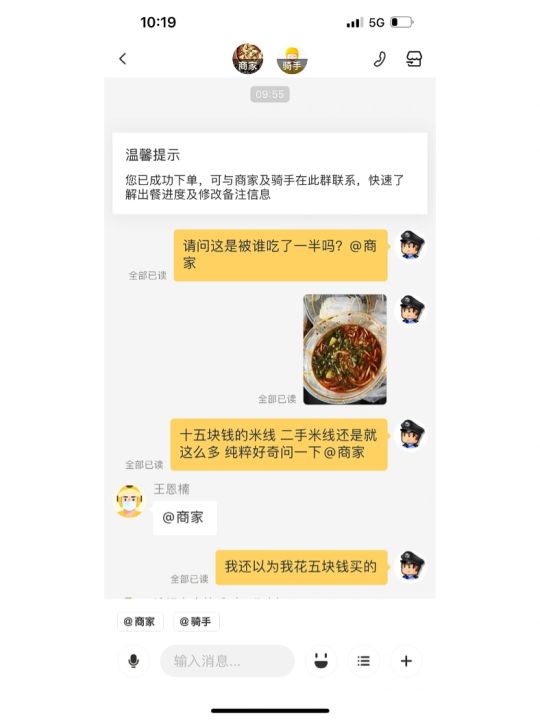 10:19
5G
商家
骑手
09:55
温馨提示
您已成功下单，可与商家及骑手在此群联系，快速了
解出餐进度及修改备注信息
请问这是被谁吃了一半吗？@商
家
全部已读
全部已读
十五块钱的米线 二手米线还是就
这么多 纯粹好奇问一下@商家
全部已读
王恩楠
@商家
我还以为我花五块钱买的
全部已读
@商家
@骑手
输入消息...